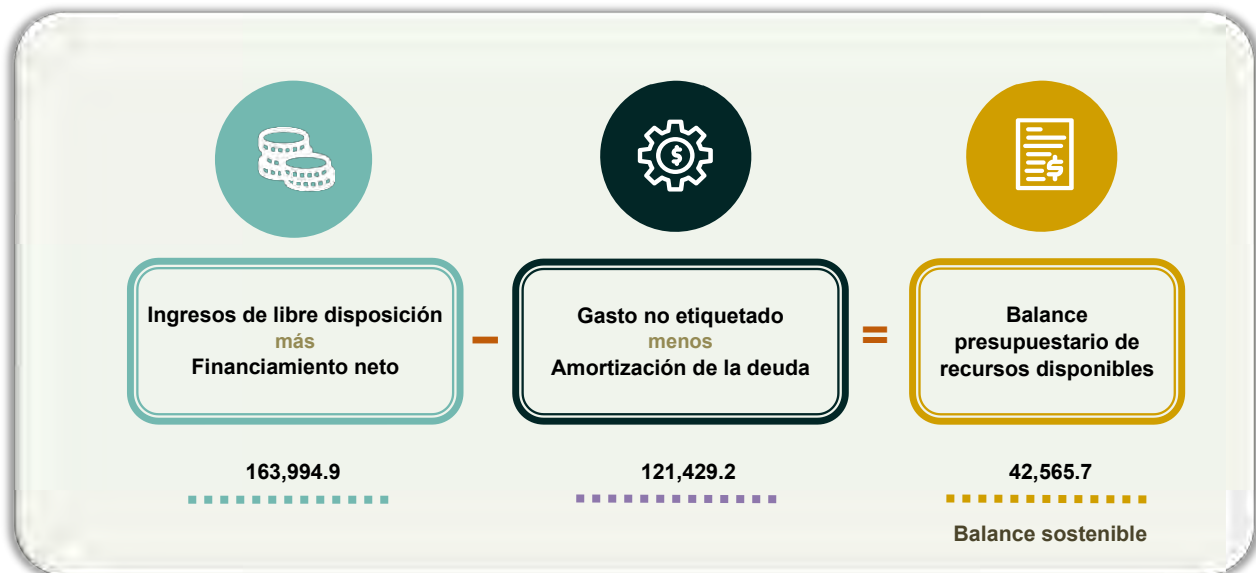 Ingresos de libre disposición
más
Financiamiento neto
–
Gasto no etiquetado
menos
Amortización de la deuda
=
Balance
presupuestario de
recursos disponibles
163,994.9
121,429.2
42,565.7
Balance sostenible